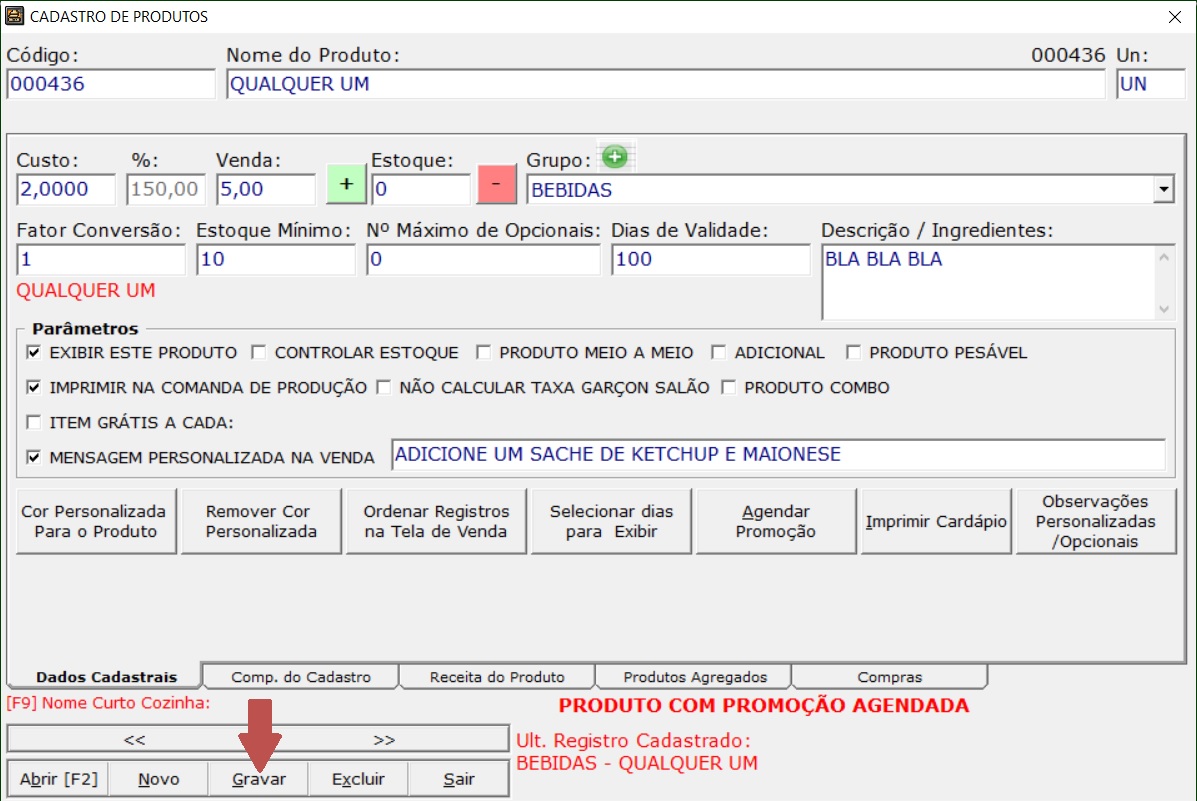 CADASTRO DE PRODUTOS
Código: Nome do Produto: 000436 Un:
000436 QUALQUER UM UN
Custo: %: Venda: + Estoque: - Grupo:
2,0000 150,00 5,00 0 BEBIDAS
Fator Conversão: Estoque Mínimo: Nº Máximo de Opcionais: Dias de Validade: Descrição / Ingredientes:
1 10 0 100 BLA BLA BLA
QUALQUER UM
Parâmetros
EXIBIR ESTE PRODUTO CONTROLAR ESTOQUE PRODUTO MEIO A MEIO ADICIONAL PRODUTO PESÁVEL
IMPRIMIR NA COMANDA DE PRODUÇÃO NÃO CALCULAR TAXA GARÇON SALÃO PRODUTO COMBO
ITEM GRÁTIS A CADA:
MENSAGEM PERSONALIZADA NA VENDA ADICIONE UM SACHE DE KETCHUP E MAIONESE
Cor Personalizada
Para o Produto
Remover Cor
Personalizada
Ordenar Registros
na Tela de Venda
Selecionar dias
para Exibir
Agendar
Promoção
Imprimir Cardápio
Observações
Personalizadas
/Opcionais
Dados Cadastrais Comp. do Cadastro Receita do Produto Produtos Agregados Compras
[F9] Nome Curto Cozinha: PRODUTO COM PROMOÇÃO AGENDADA
<< >> Ult. Registro Cadastrado:
BEBIDAS - QUALQUER UM
Abrir [F2] Novo Gravar Excluir Sair